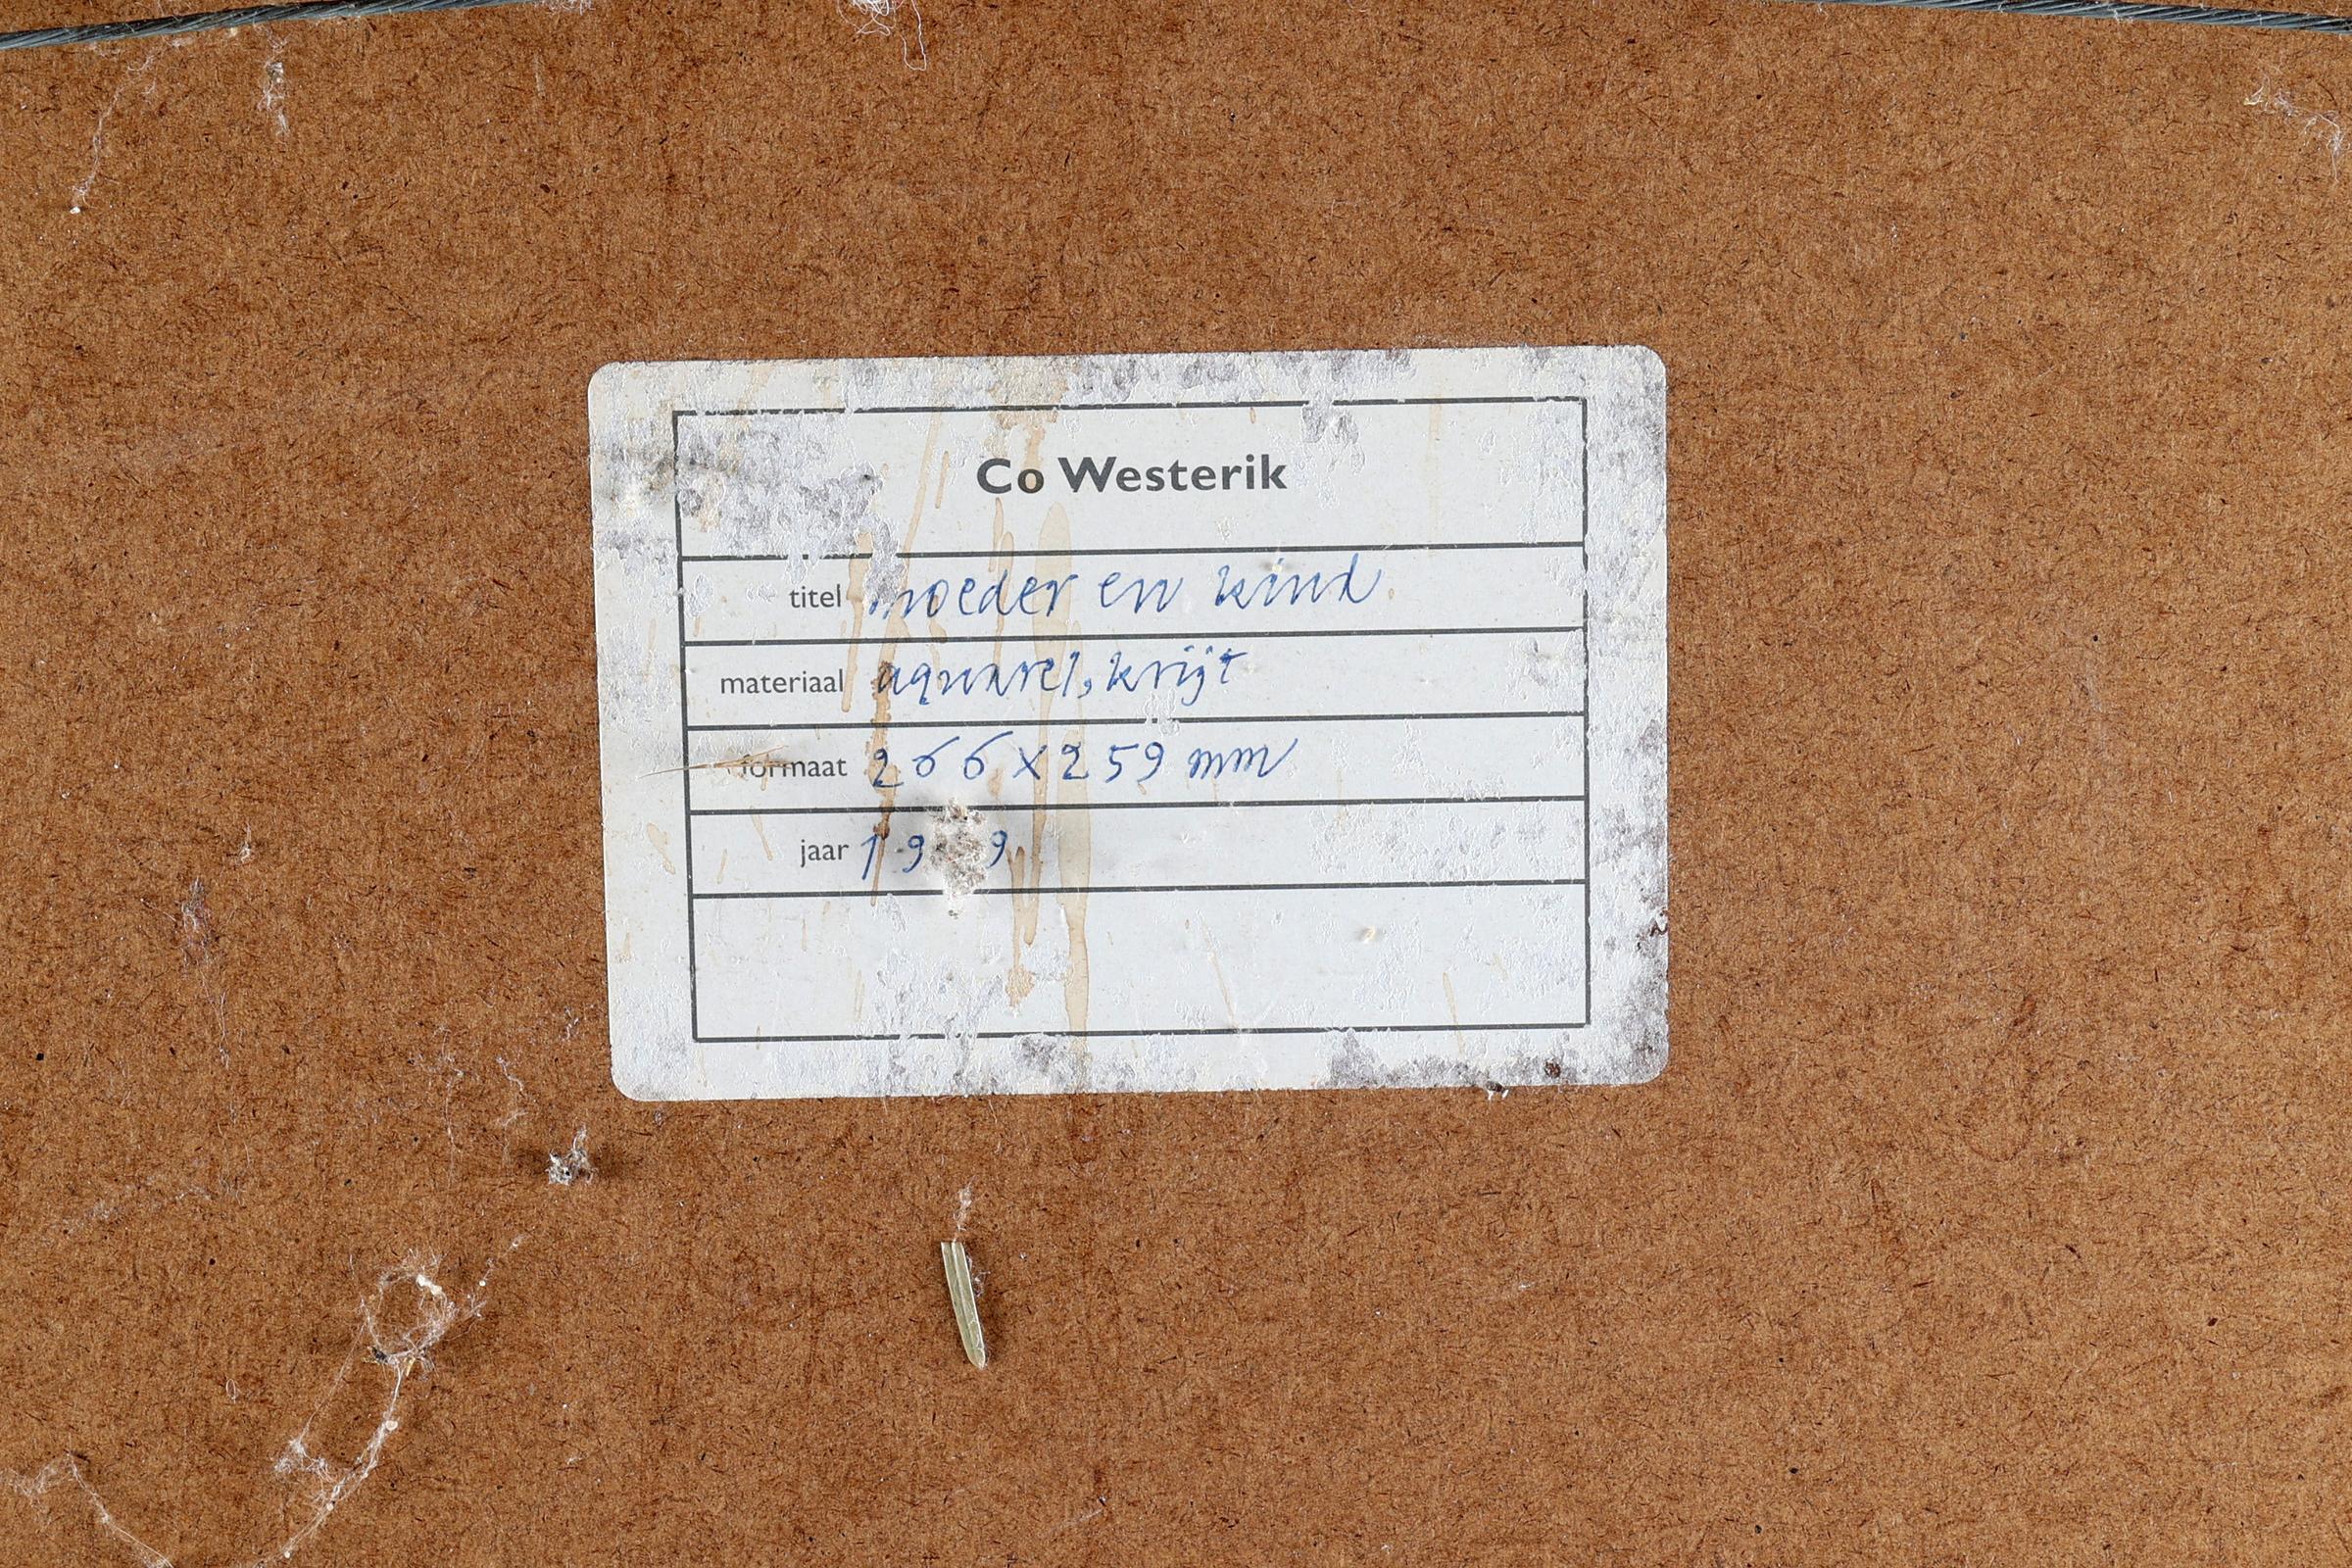 Co Westerik
titel moeder en kind.
materiaal aquarel, krijt
formaat 266 x 259 mm
jaar